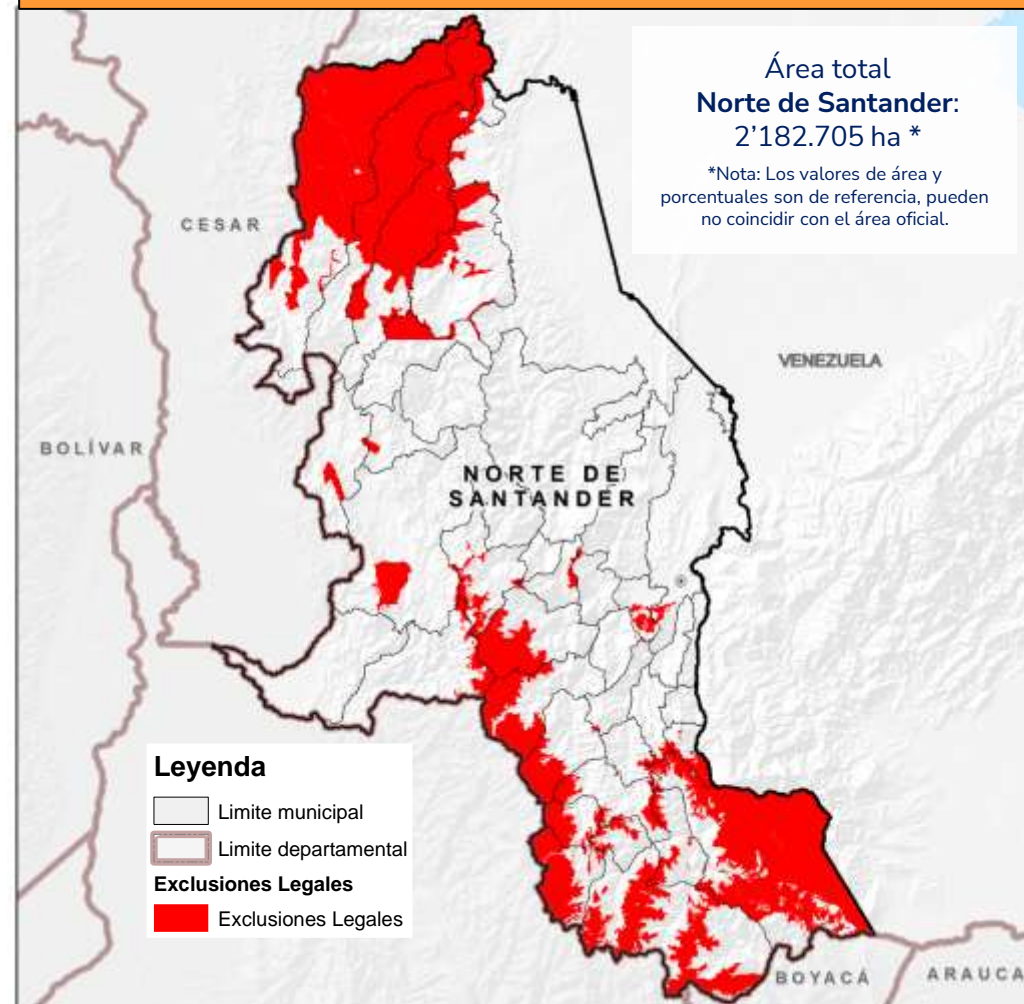 Área total
Norte de Santander:
2’182.705 ha *
*Nota: Los valores de área y
porcentuales son de referencia, pueden
no coincidir con el área oficial.
CESAR
VENEZUELA
BOLÍVAR
NORTE DE
SANTANDER
Leyenda
Limite municipal
Limite departamental
Exclusiones Legales
Exclusiones Legales
BOYACÁ
ARAUCA